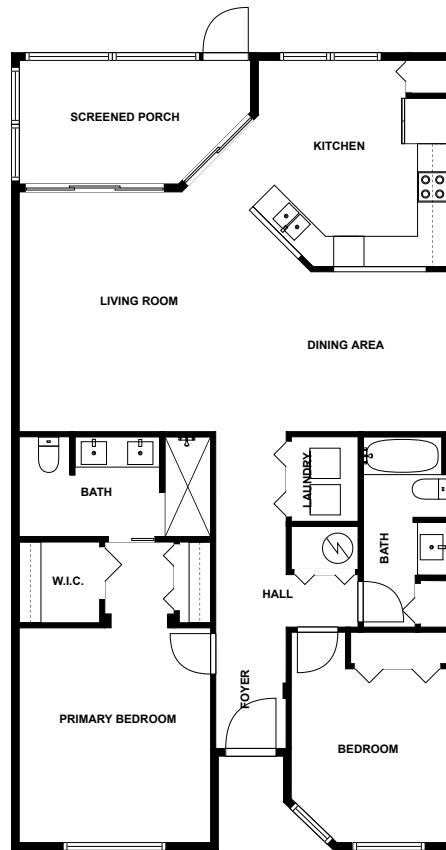 SCREENED PORCH
KITCHEN
LIVING ROOM
DINING AREA
LAUNDRY
BATH
BATH
W.I.C.
HALL
FOYER
PRIMARY BEDROOM
BEDROOM